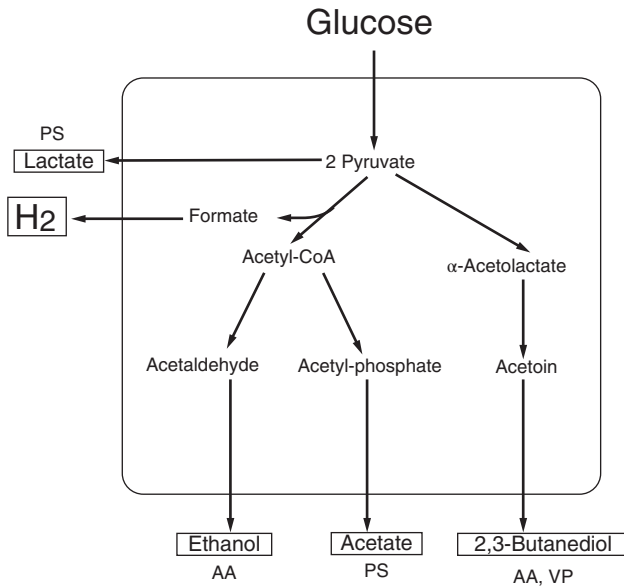 Glucose
PS
Lactate
2 Pyruvate
H2
Formate
Acetyl-CoA
α-Acetolactate
Acetaldehyde
Acetyl-phosphate
Acetoin
Ethanol
Acetate
2,3-Butanediol
AA
PS
AA, VP